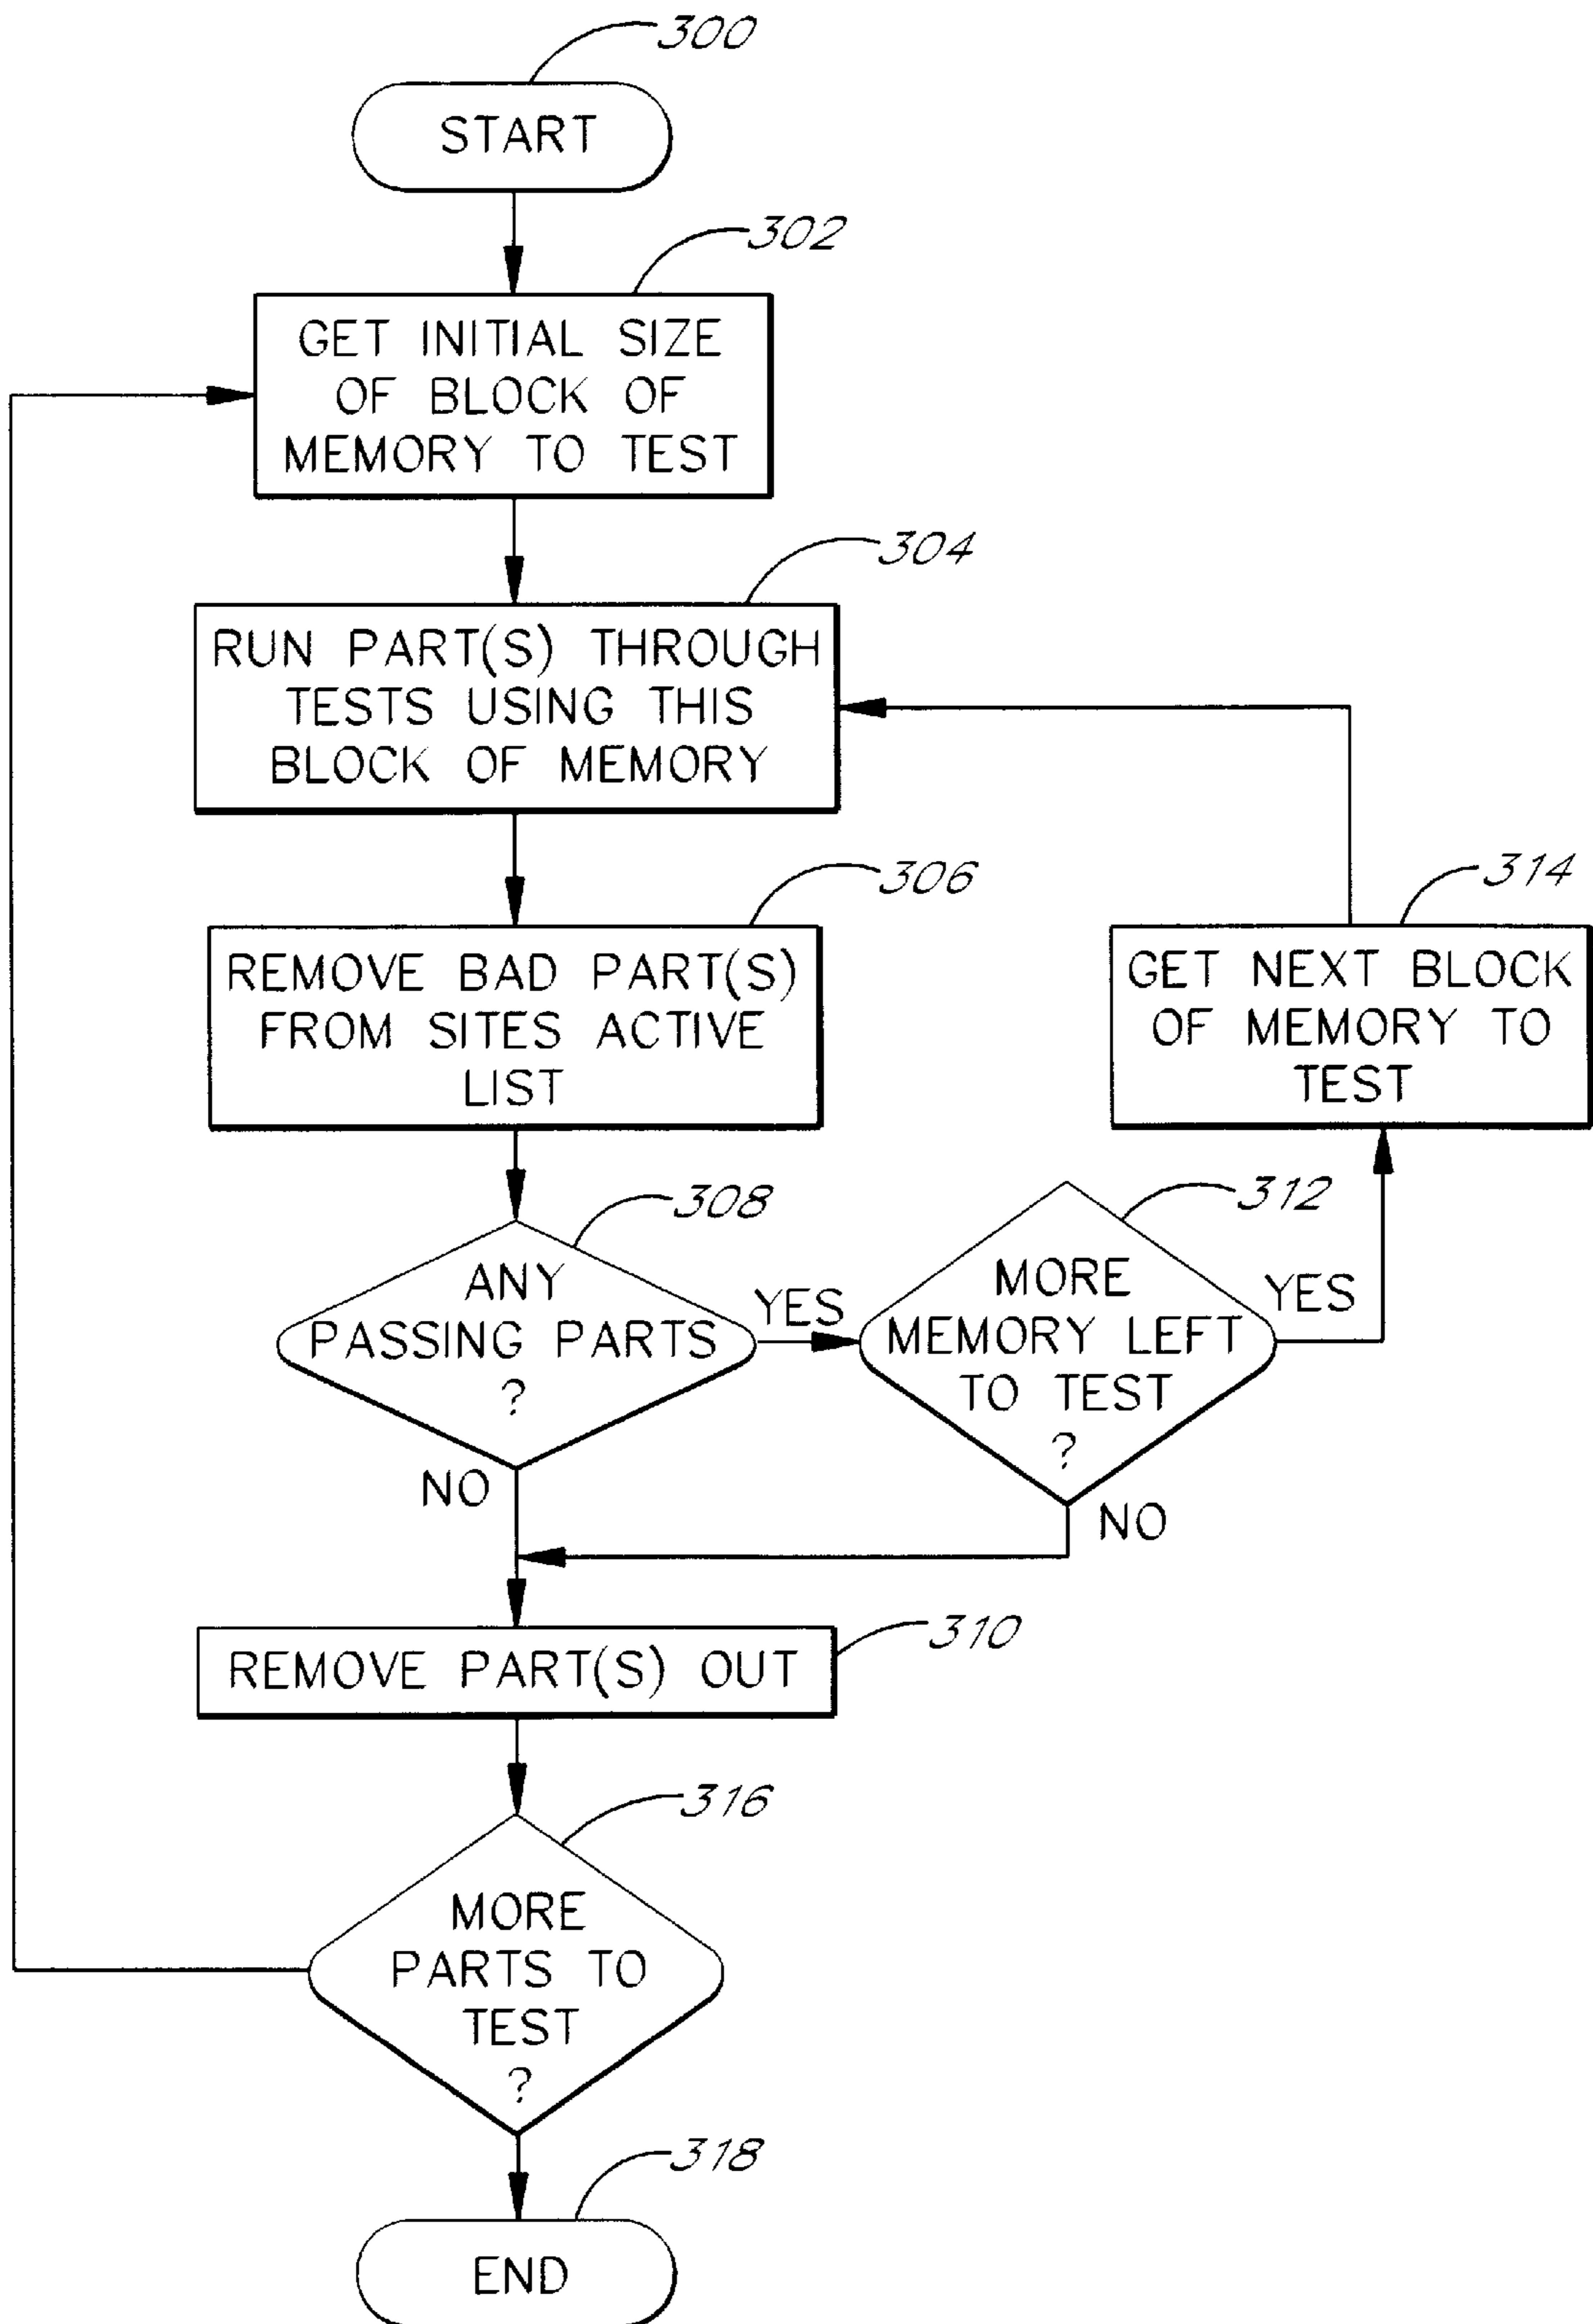 300
START
302
GET INITIAL SIZE
OF BLOCK OF
MEMORY TO TEST
304
RUN PART(S) THROUGH
TESTS USING THIS
BLOCK OF MEMORY
306
REMOVE BAD PART(S)
FROM SITES ACTIVE
LIST
314
GET NEXT BLOCK
OF MEMORY TO
TEST
308
ANY
PASSING PARTS
?
YES
NO
312
MORE
MEMORY LEFT
TO TEST
?
YES
NO
310
REMOVE PART(S) OUT
316
MORE
PARTS TO
TEST
?
318
END